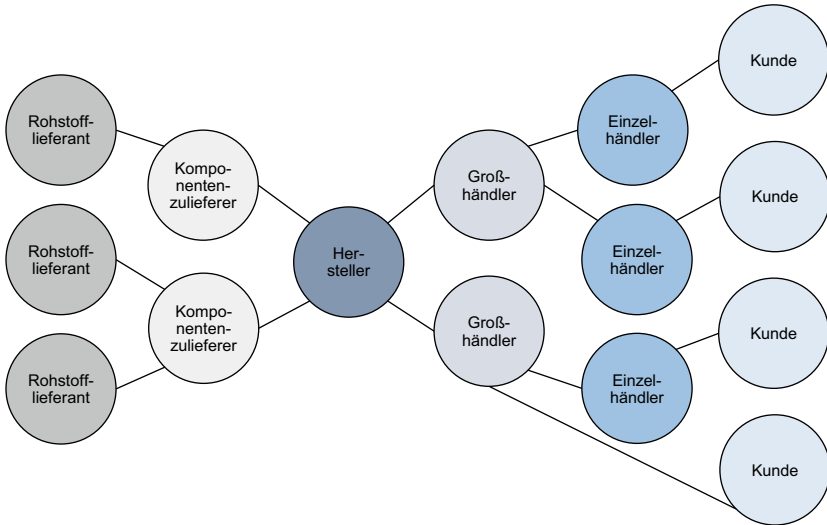 Rohstoff-
lieferant
Rohstoff-
lieferant
Rohstoff-
lieferant
Kompo-
nenten-
zulieferer
Kompo-
nenten-
zulieferer
Her-
steller
Groß-
händler
Groß-
händler
Einzel-
händler
Einzel-
händler
Einzel-
händler
Kunde
Kunde
Kunde
Kunde